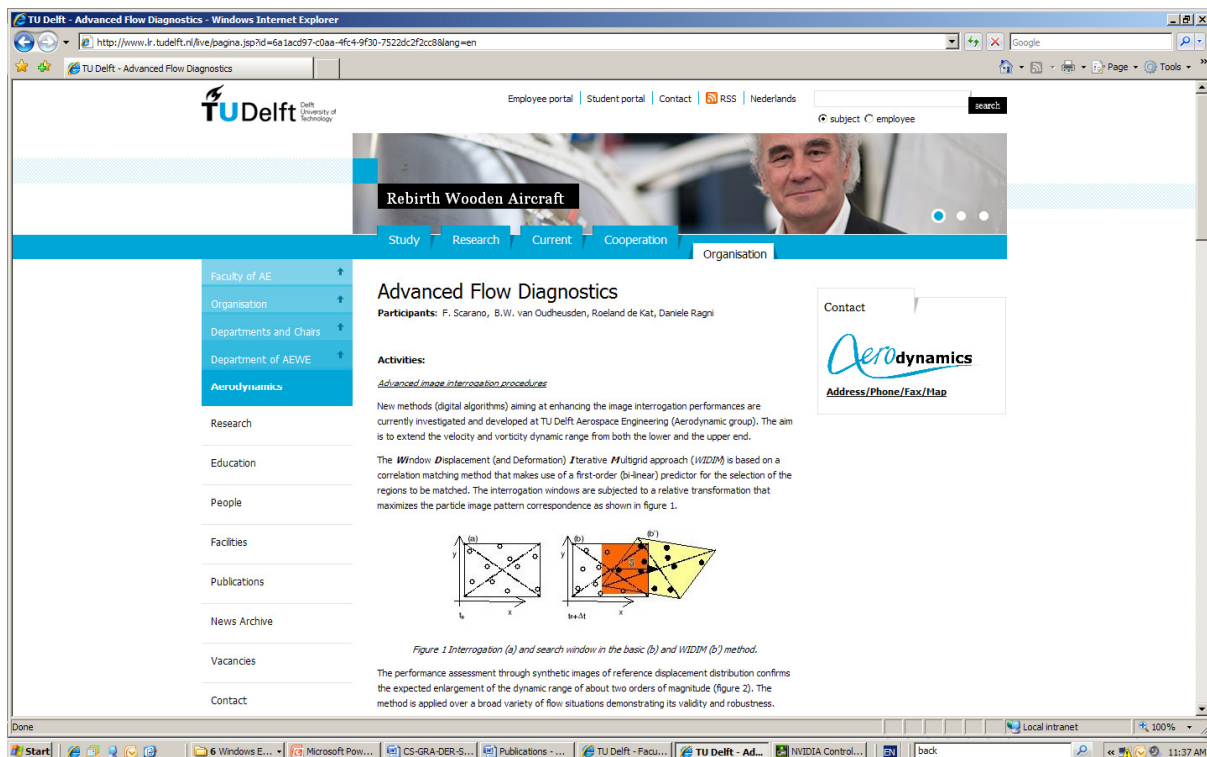 TU Delft - Advanced Flow Diagnostics - Windows Internet Explorer
http://www.lr.tudelft.nl/live/pagina.jsp?id=6a1acd97-c0aa-4fc4-9f30-7522dc2f2cc8&lang=en
Google
TU Delft - Advanced Flow Diagnostics
Page
Tools
TUDelft
Delft
University of
Technology
Employee portal
Student portal
Contact
RSS
Nederlands
search
subject
employee
Rebirth Wooden Aircraft
Study
Research
Current
Cooperation
Organisation
Faculty of AE
Organisation
Departments and Chairs
Department of AEWE
Aerodynamics
Research
Education
People
Facilities
Publications
News Archive
Vacancies
Contact
Advanced Flow Diagnostics
Participants: F. Scarano, B.W. van Oudheusden, Roeland de Kat, Daniele Ragni
Activities:
Advanced image interrogation procedures
New methods (digital algorithms) aiming at enhancing the image interrogation performances are
currently investigated and developed at TU Delft Aerospace Engineering (Aerodynamic group). The aim
is to extend the velocity and vorticity dynamic range from both the lower and the upper end.
The Window Displacement (and Deformation) Iterative Multigrid approach (WIDIM) is based on a
correlation matching method that makes use of a first-order (bi-linear) predictor for the selection of the
regions to be matched. The interrogation windows are subjected to a relative transformation that
maximizes the particle image pattern correspondence as shown in figure 1.
(a)
y
x
(b)
(b')
y
x
Figure 1 Interrogation (a) and search window in the basic (b) and WIDIM (b') method.
The performance assessment through synthetic images of reference displacement distribution confirms
the expected enlargement of the dynamic range of about two orders of magnitude (figure 2). The
method is applied over a broad variety of flow situations demonstrating its validity and robustness.
Contact
Aerodynamics
Address/Phone/Fax/Map
Done
Local intranet
100%
Start
6 Windows E...
Microsoft Pow...
CS-GRA-DER-S...
Publications - ...
TU Delft - Facu...
TU Delft - Ad...
NVIDIA Control...
EN
back
11:37 AM